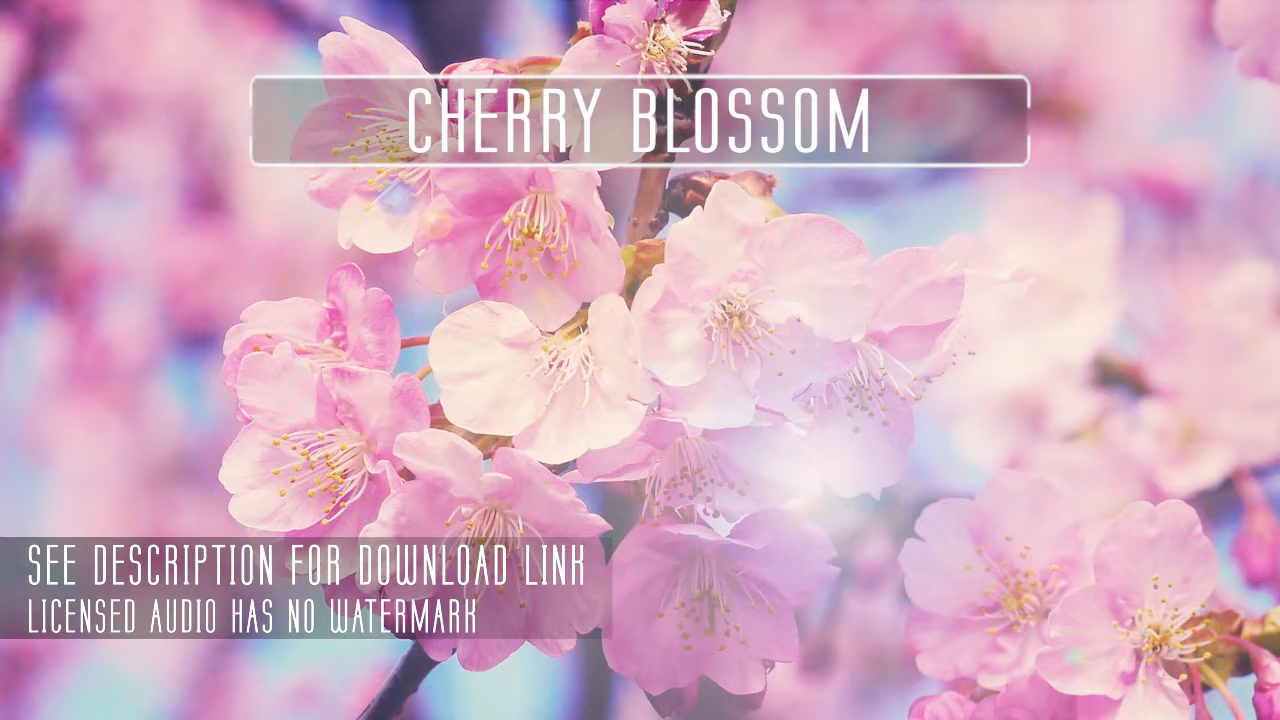 CHERRY BLOSSOM
SEE DESCRIPTION FOR DOWNLOAD LINK
LICENSED AUDIO HAS NO WATERMARK